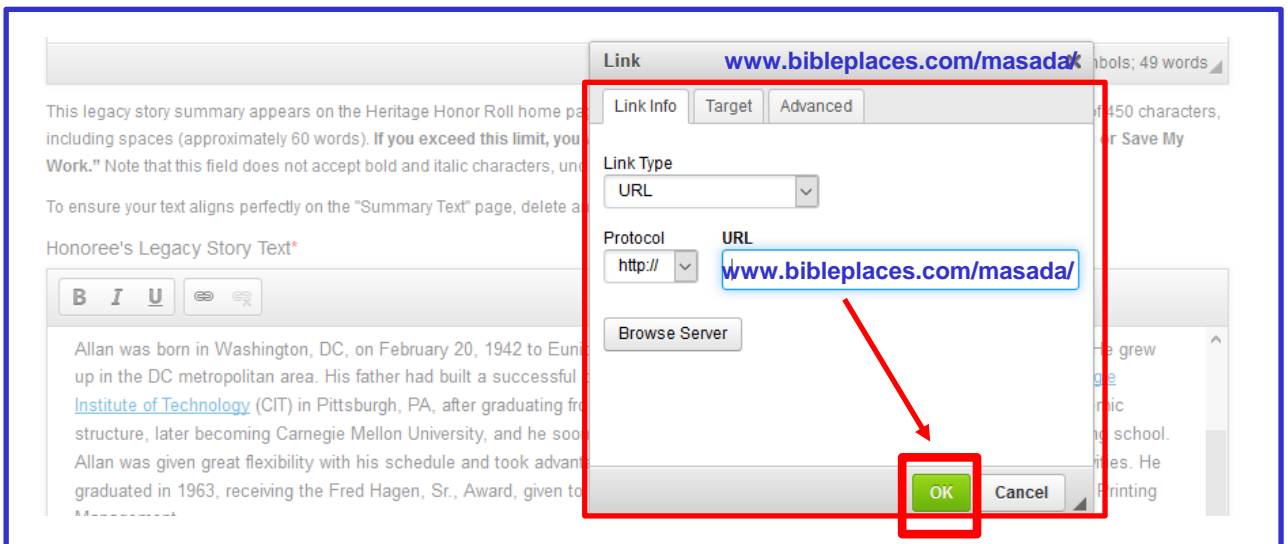 Link www.bibleplaces.com/masada/ nbols; 49 words
This legacy story summary appears on the Heritage Honor Roll home pa of 450 characters,
including spaces (approximately 60 words). If you exceed this limit, you or Save My
Work." Note that this field does not accept bold and italic characters, und
To ensure your text aligns perfectly on the "Summary Text" page, delete a
Honoree's Legacy Story Text*
Link Info Target Advanced
Link Type
URL
Protocol URL
http:// www.bibleplaces.com/masada/
Browse Server
OK Cancel
B I U
Allan was born in Washington, DC, on February 20, 1942 to Euni He grew
up in the DC metropolitan area. His father had built a successful gie
Institute of Technology (CIT) in Pittsburgh, PA, after graduating fro mic
structure, later becoming Carnegie Mellon University, and he soo ng school.
Allan was given great flexibility with his schedule and took advant vities. He
graduated in 1963, receiving the Fred Hagen, Sr., Award, given to Printing